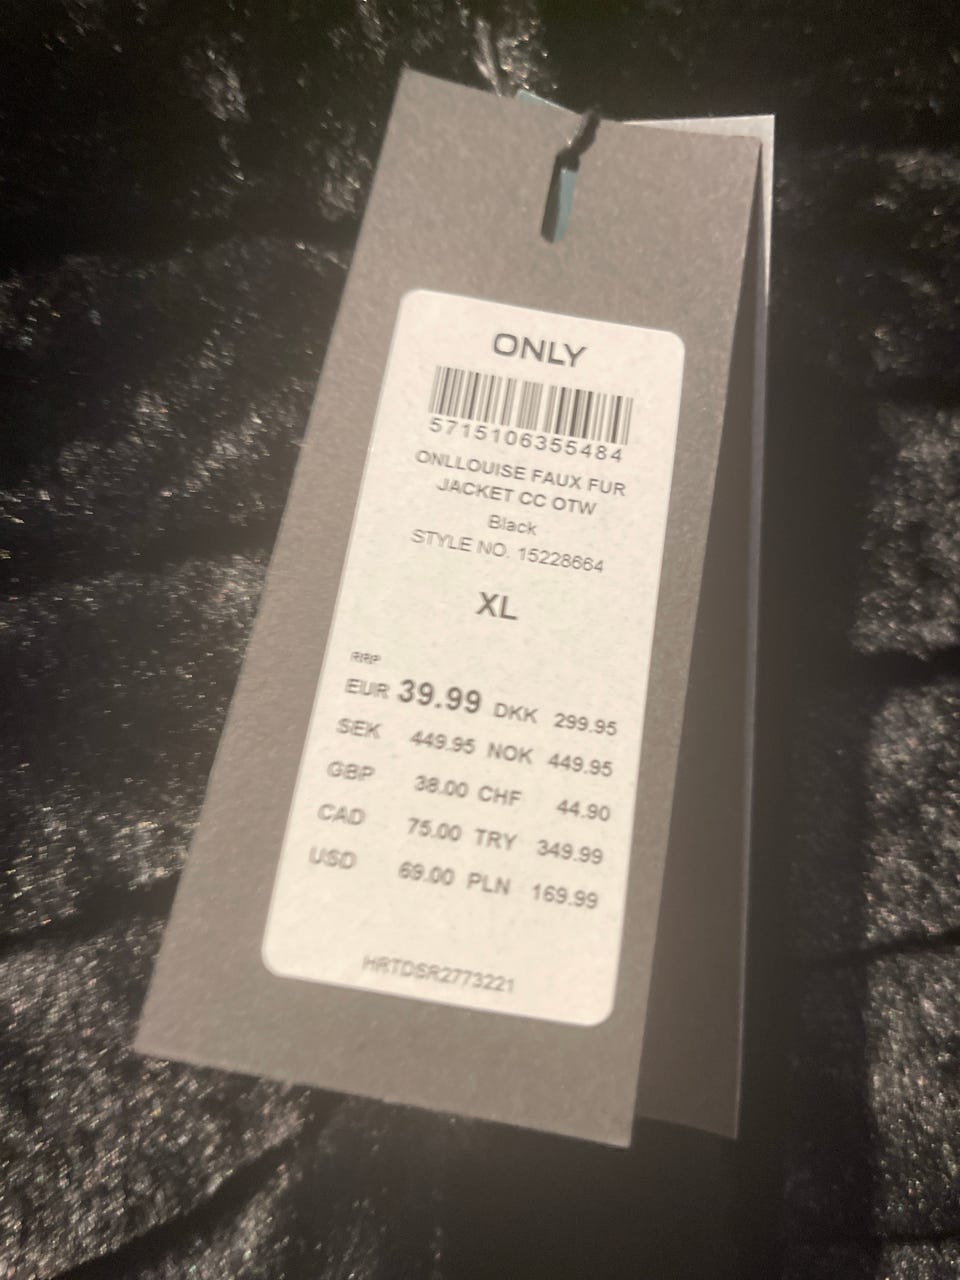 ONLY
5715106355484
ONLLOUISE FAUX FUR
JACKET CC OTW
Black
STYLE NO. 15228664
XL
RRP
EUR 39.99 DKK 299.95
SEK 449.95 NOK 449.95
GBP 38.00 CHF 44.90
CAD 75.00 TRY 349.99
USD 69.00 PLN 169.99
HRTDSR2773221